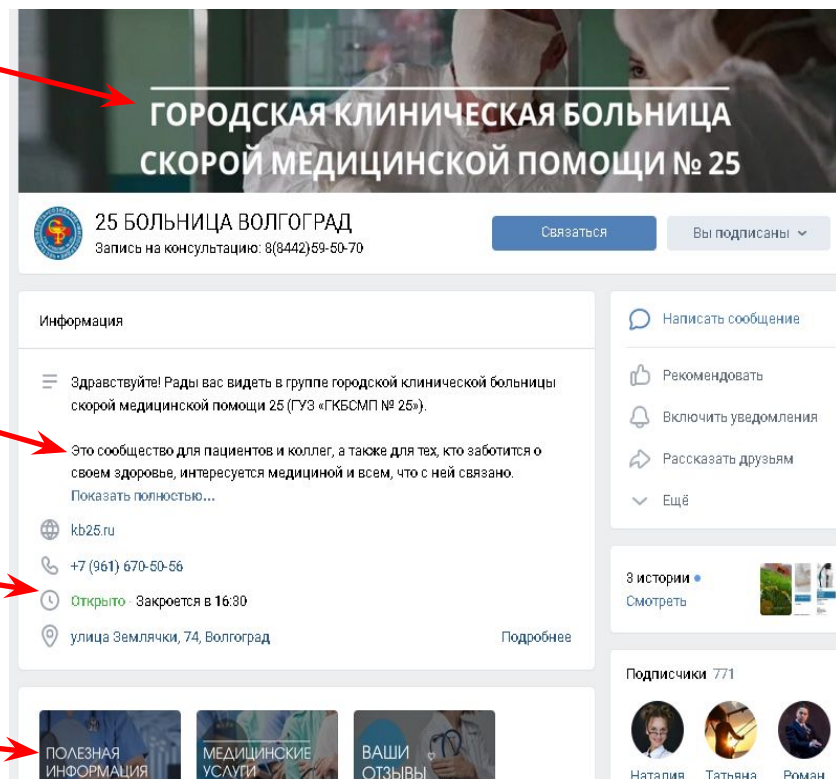 ГОРОДСКАЯ КЛИНИЧЕСКАЯ БОЛЬНИЦА
СКОРОЙ МЕДИЦИНСКОЙ ПОМОЩИ № 25
25 БОЛЬНИЦА ВОЛГОГРАД
Запись на консультацию: 8(8442)59-50-70
Связаться
Вы подписаны
Информация
Здравствуйте! Рады вас видеть в группе городской клинической больницы
скорой медицинской помощи 25 (ГУЗ «ГКБСМП № 25»).
Это сообщество для пациентов и коллег, а также для тех, кто заботится о
своем здоровье, интересуется медициной и всем, что с ней связано.
Показать полностью...
kb25.ru
+7 (961) 670-50-56
Открыто · Закроется в 16:30
улица Землячки, 74, Волгоград
Подробнее
ПОЛЕЗНАЯ
ИНФОРМАЦИЯ
МЕДИЦИНСКИЕ
УСЛУГИ
ВАШИ
ОТЗЫВЫ
Написать сообщение
Рекомендовать
Включить уведомления
Рассказать друзьям
Ещё
3 истории
Смотреть
Подписчики 771
Наталия
Татьяна
Роман